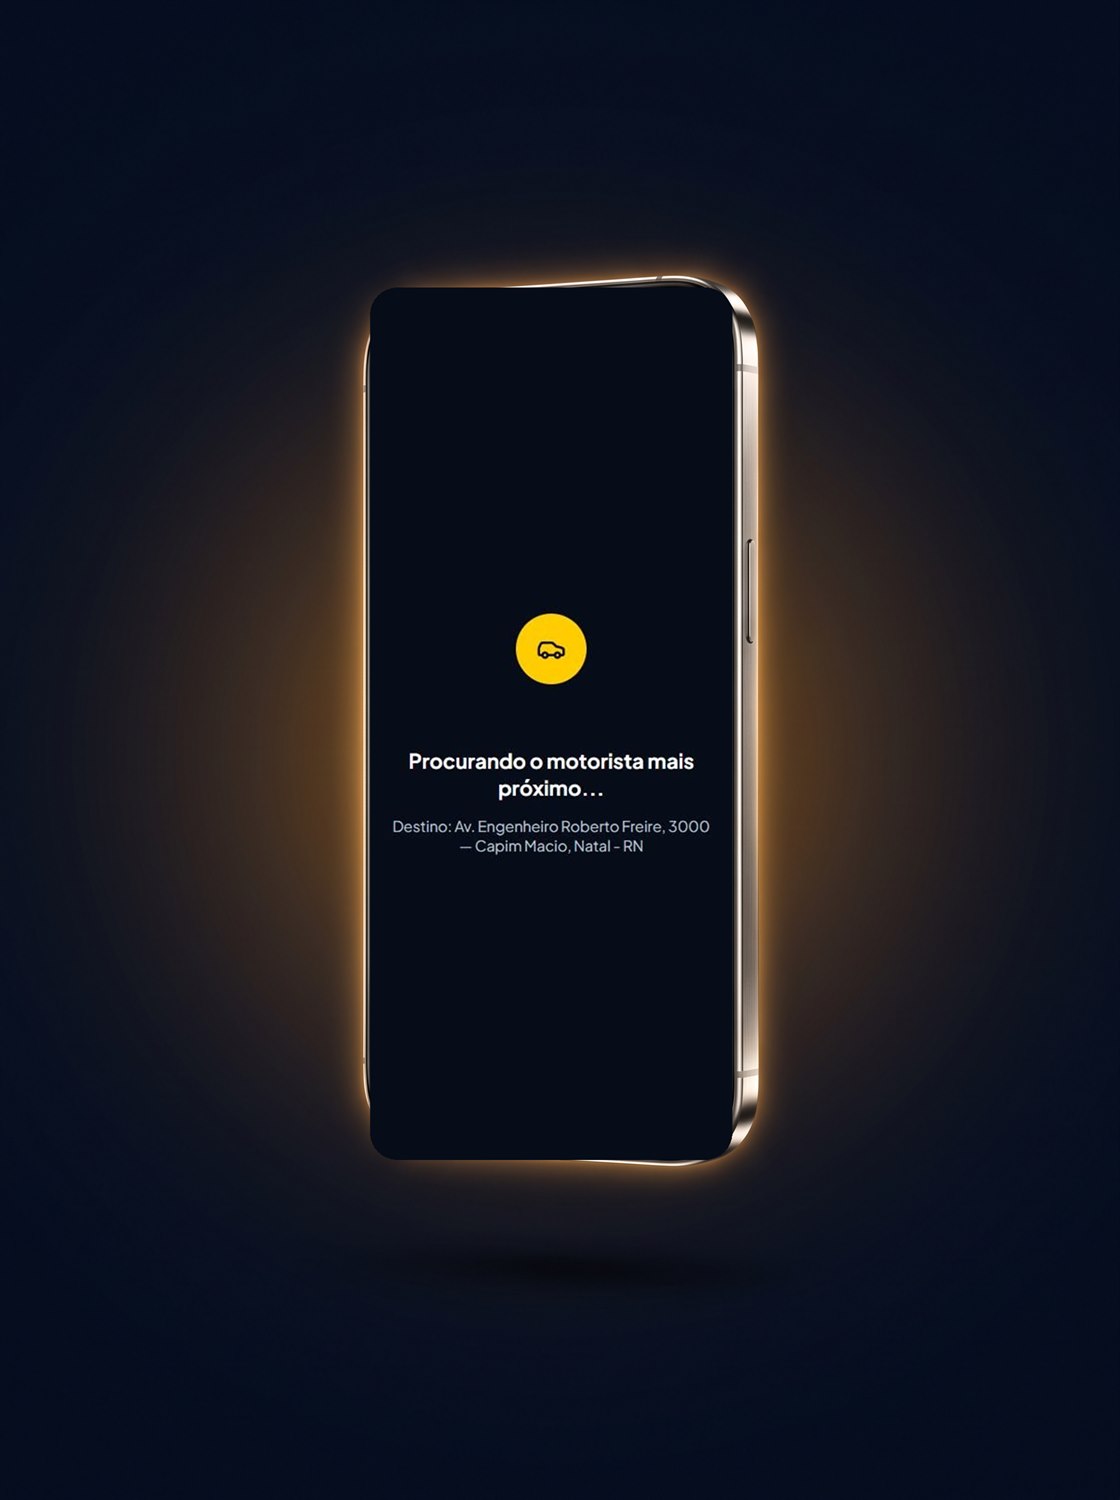 Procurando o motorista mais
próximo...
Destino: Av. Engenheiro Roberto Freire, 3000
— Capim Macio, Natal - RN